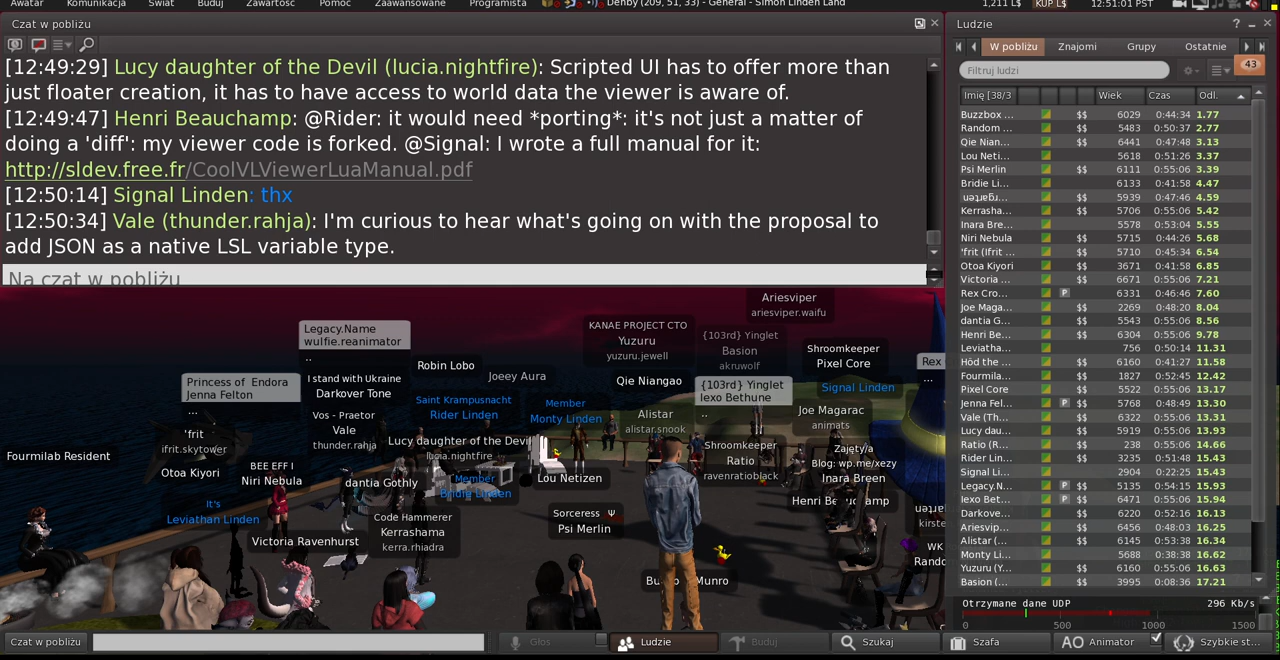 Awatar Komunikacja Świat Buduj Zawartość Pomoc Zaawansowane Programista Denby (209, 51, 33) - General - Simon Linden Land 1,211 L$ KUP L$ 12:51:01 PST
Czat w pobliżu
[12:49:29] Lucy daughter of the Devil (lucia.nightfire): Scripted UI has to offer more than
just floater creation, it has to have access to world data the viewer is aware of.
[12:49:47] Henri Beauchamp: @Rider: it would need *porting*: it's not just a matter of
doing a 'diff': my viewer code is forked. @Signal: I wrote a full manual for it:
http://sldev.free.fr/CoolVLViewerLuaManual.pdf
[12:50:14] Signal Linden: thx
[12:50:34] Vale (thunder.rahja): I'm curious to hear what's going on with the proposal to
add JSON as a native LSL variable type.
Na czat w pobliżu
Ariesviper
ariesviper.waifu
Legacy.Name
wulfie.reanimator
..
KANAE PROJECT CTO
Yuzuru
yuzuru.jewell
{103rd} Yinglet
Basion
akruwolf
Shroomkeeper
Pixel Core
Rex
...
Robin Lobo
Joeey Aura
Princess of Endora
Jenna Felton
...
I stand with Ukraine
Darkover Tone
Qie Niangao
{103rd} Yinglet
Iexo Bethune
..
Signal Linden
Saint Krampusnacht
Rider Linden
Member
Monty Linden
Alistar
alistar.snook
Joe Magarac
animats
Vos - Praetor
Vale
thunder.rahja
'frit
ifrit.skytower
Lucy daughter of the Devil
lucia.nightfire
Shroomkeeper
Ratio
ravenratioblack
Zajęty/a
Blog: wp.me/xezy
Inara Breen
Fourmilab Resident
Otoa Kiyori
BEE EFF I
Niri Nebula
dantia Gothly
Member
Bridie Linden
Lou Netizen
Henri Beauchamp
It's
Leviathan Linden
Code Hammerer
Kerrashama
kerra.rhiadra
Sorceress Ψ
Psi Merlin
uǝɹʇɐƃu
kirste
Victoria Ravenhurst
WK
Rando
Munro
Czat w pobliżu Głos Ludzie Buduj Szukaj Szafa AO Animator Szybkie st...
Ludzie ?
W pobliżu Znajomi Grupy Ostatnie
Filtruj ludzi 43
Imię [38/3 Wiek Czas Odl.
Buzzbox ... $$ 6029 0:44:34 1.77
Random ... $$ 5483 0:50:37 2.77
Qie Nian... $$ 6441 0:47:48 3.13
Lou Neti... 5618 0:51:26 3.37
Psi Merlin $$ 6111 0:55:06 3.39
Bridie Li... 6133 0:41:58 4.47
uǝɹʇɐƃu... $$ 5939 0:47:46 4.59
Kerrasha... $$ 5706 0:55:06 5.42
Inara Bre... 5578 0:53:04 5.55
Niri Nebula $$ 5715 0:44:26 5.68
'frit (Ifrit ... $$ 5710 0:45:34 6.54
Otoa Kiyori $$ 3671 0:41:58 6.85
Victoria ... $$ 6671 0:55:06 7.21
Rex Cro... P 6331 0:46:46 7.60
Joe Maga... $$ 2269 0:48:20 8.04
dantia G... $$ 5543 0:55:06 8.56
Henri Be... $$ 6304 0:55:06 9.78
Leviatha... 756 0:50:14 11.31
Höd the ... $$ 6160 0:41:27 11.58
Fourmila... $$ 1827 0:52:45 12.42
Pixel Core $$ 5522 0:55:06 13.17
Jenna Fel... P $$ 5768 0:48:49 13.30
Vale (Th... $$ 6322 0:55:06 13.31
Lucy dau... $$ 5919 0:55:06 13.93
Ratio (R... $$ 238 0:55:06 14.66
Rider Lin... $$ 3235 0:51:48 15.43
Signal Li... 2904 0:22:25 15.43
Legacy.N... P $$ 5135 0:54:15 15.93
Iexo Bet... P $$ 6471 0:55:06 15.94
Darkove... $$ 6220 0:52:16 16.13
Ariesvip... $$ 6456 0:48:03 16.25
Alistar (... $$ 6145 0:53:38 16.34
Monty Li... 5688 0:38:38 16.62
Yuzuru (Y... $$ 6160 0:55:06 16.63
Basion (... $$ 3995 0:08:36 17.21
Otrzymane dane UDP 296 Kb/s
0 500 1000 1500